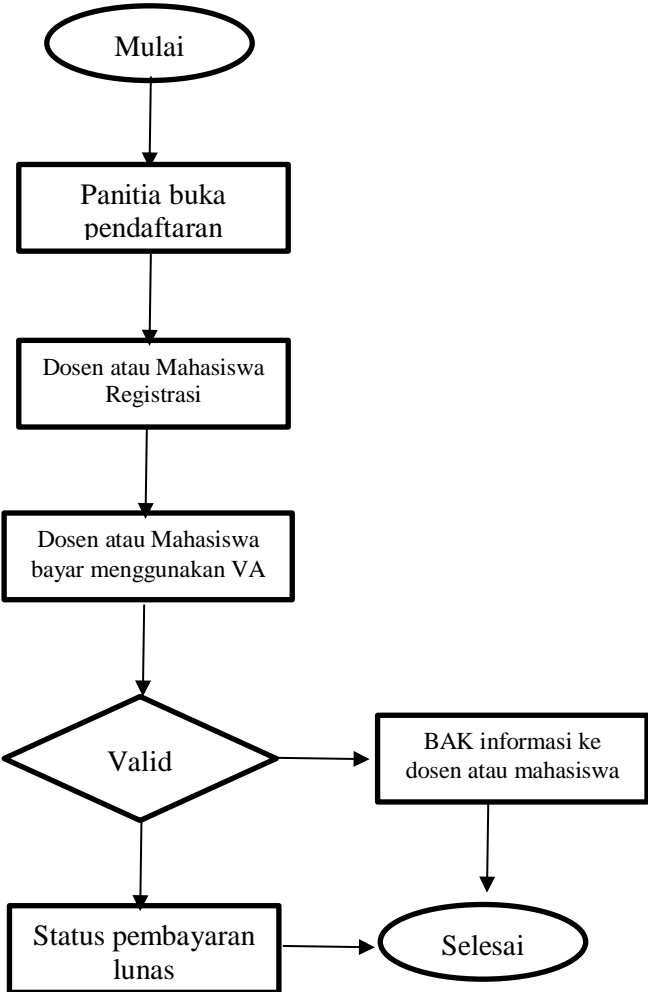 Mulai
Panitia buka
pendaftaran
Dosen atau Mahasiswa
Registrasi
Dosen atau Mahasiswa
bayar menggunakan VA
Valid
BAK informasi ke
dosen atau mahasiswa
Status pembayaran
lunas
Selesai